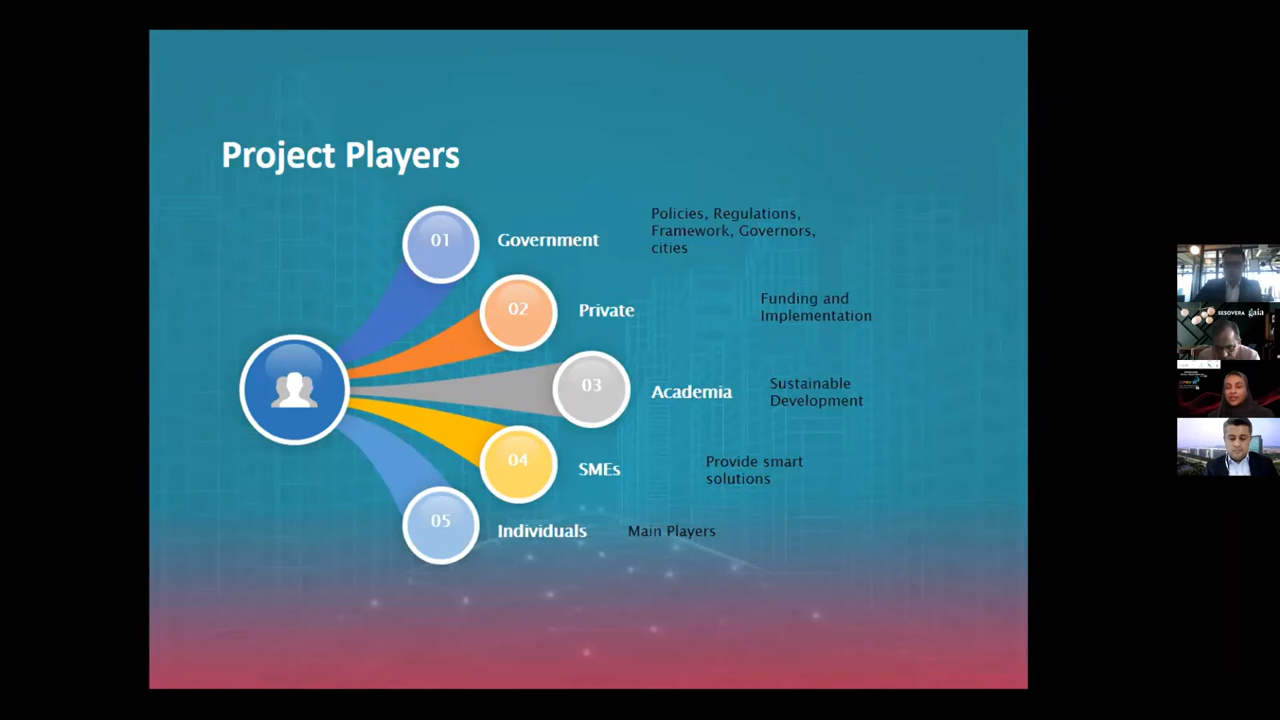 Project Players
01
Government
Policies, Regulations,
Framework, Governors,
cities
02
Private
Funding and
Implementation
03
Academia
Sustainable
Development
04
SMEs
Provide smart
solutions
05
Individuals
Main Players
SESOVERA gaia